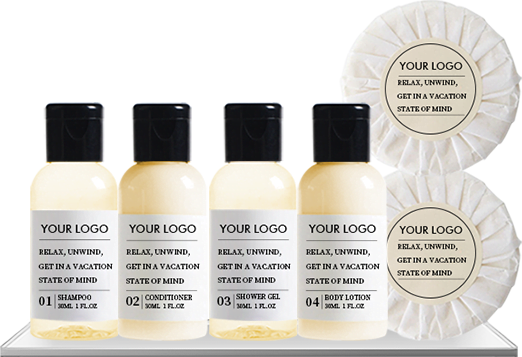 YOUR LOGO
RELAX, UNWIND,
GET IN A VACATION
STATE OF MIND
YOUR LOGO
RELAX, UNWIND,
GET IN A VACATION
STATE OF MIND
01 SHAMPOO
30ML 1 FL.OZ
YOUR LOGO
RELAX, UNWIND,
GET IN A VACATION
STATE OF MIND
02 CONDITIONER
30ML 1 FL.OZ
YOUR LOGO
RELAX, UNWIND,
GET IN A VACATION
STATE OF MIND
03 SHOWER GEL
30ML 1 FL.OZ
YOUR LOGO
RELAX, UNWIND,
GET IN A VACATION
STATE OF MIND
04 BODY LOTION
30ML 1 FL.OZ
YOUR LOGO
RELAX, UNWIND,
GET IN A VACATION
STATE OF MIND